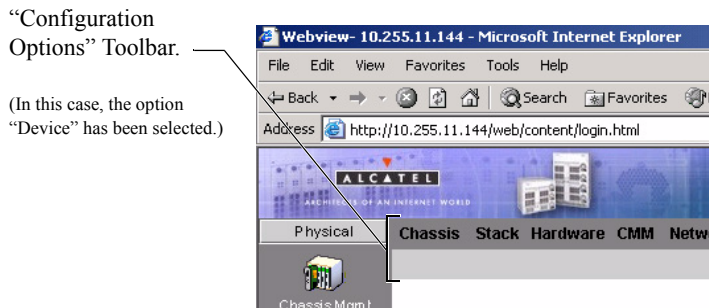 “Configuration
Options” Toolbar.
(In this case, the option
“Device” has been selected.)
Webview- 10.255.11.144 - Microsoft Internet Explorer
File Edit View Favorites Tools Help
Back Search Favorites
Address http://10.255.11.144/web/content/login.html
ALCATEL
ARCHITECTS OF AN INTERNET WORLD
Physical Chassis Stack Hardware CMM Netw
Chassis Mgmt